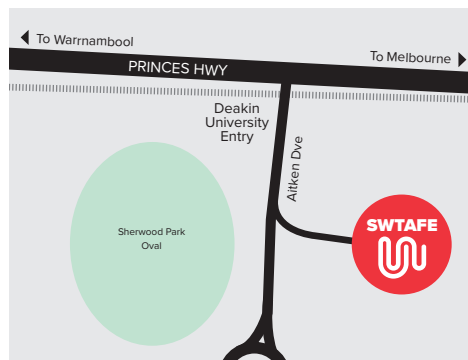 To Warrnambool
To Melbourne
PRINCES HWY
Deakin
University
Entry
Aitken Dve
SWTAFE
Sherwood Park
Oval